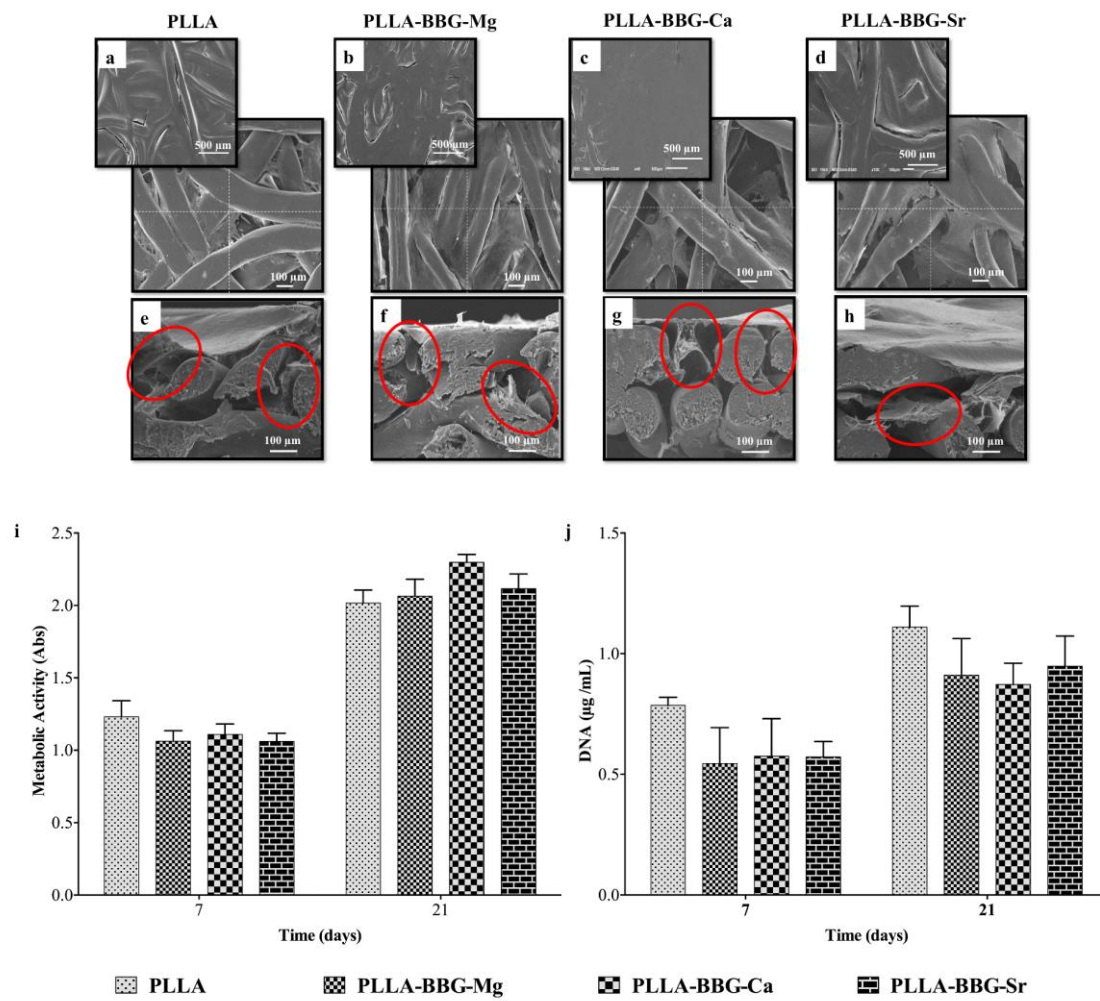 PLLA PLLA-BBG-Mg PLLA-BBG-Ca PLLA-BBG-Sr
a b c d
500 µm 500 µm 500 µm 500 µm
100 µm 100 µm 100 µm 100 µm
e f g h
100 µm 100 µm 100 µm 100 µm
i j
Metabolic Activity (Abs)
2.5
2.0
1.5
1.0
0.5
0.0
7 21
Time (days)
DNA (µg /mL)
1.5
1.0
0.5
0.0
7 21
Time (days)
PLLA PLLA-BBG-Mg PLLA-BBG-Ca PLLA-BBG-Sr